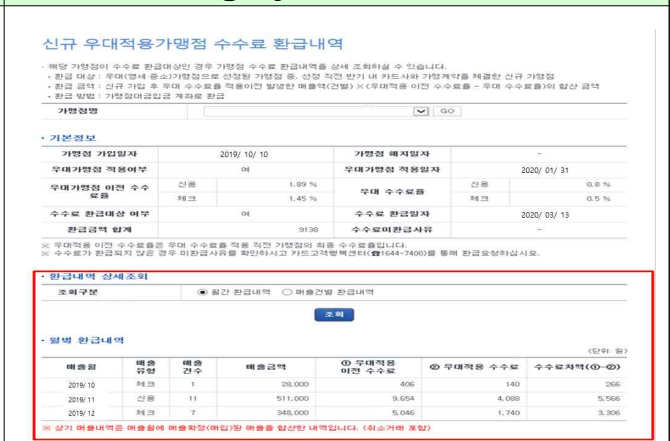 신규 우대적용가맹점 수수료 환급내역
- 해당 가맹점이 수수료 환급대상인 경우 가맹점 수수료 환급내역을 상세 조회하실 수 있습니다.
• 환급 대상 : 우대(영세·중소)가맹점으로 선정된 가맹점 중, 선정 직전 반기 내 카드사와 가맹계약을 체결한 신규 가맹점
• 환급 금액 : 신규 가입 후 우대 수수료율 적용이전 발생한 매출액(건별) ×(우대적용 이전 수수료율 - 우대 수수료율)의 합산 금액
• 환급 방법 : 가맹점대금입금 계좌로 환급
가맹점명 GO
• 기본정보
가맹점 가입일자 2019/ 10/ 10 가맹점 해지일자 -
우대가맹점 적용여부 여 우대가맹점 적용일자 2020/ 01/ 31
우대가맹점 이전 수수료율 신용 1.89 % 우대 수수료율 신용 0.8 %
체크 1.45 % 체크 0.5 %
수수료 환급대상 여부 여 수수료 환급일자 2020/ 03/ 13
환급금액 합계 9138 수수료미환급사유 -
※ 우대적용 이전 수수료율은 우대 수수료율 적용 직전 가맹점의 최종 수수료율입니다.
※ 수수료가 환급되지 않은 경우 미환급사유를 확인하시고 카드고객행복센터(☎1644-7400)를 통해 환급요청하십시요.
• 환급내역 상세조회
조회구분 월간 환급내역 매출건별 환급내역
조회
• 월별 환급내역
(단위: 원)
매출월 매출유형 매출건수 매출금액 ① 우대적용 이전 수수료 ② 우대적용 수수료 수수료차액(①-②)
2019/10 체크 1 28,000 406 140 266
2019/11 신용 11 511,000 9,654 4,088 5,566
2019/12 체크 7 348,000 5,046 1,740 3,306
※ 상기 매출내역은 매출월에 매출확정(매입)된 매출을 합산한 내역입니다. (취소거래 포함)